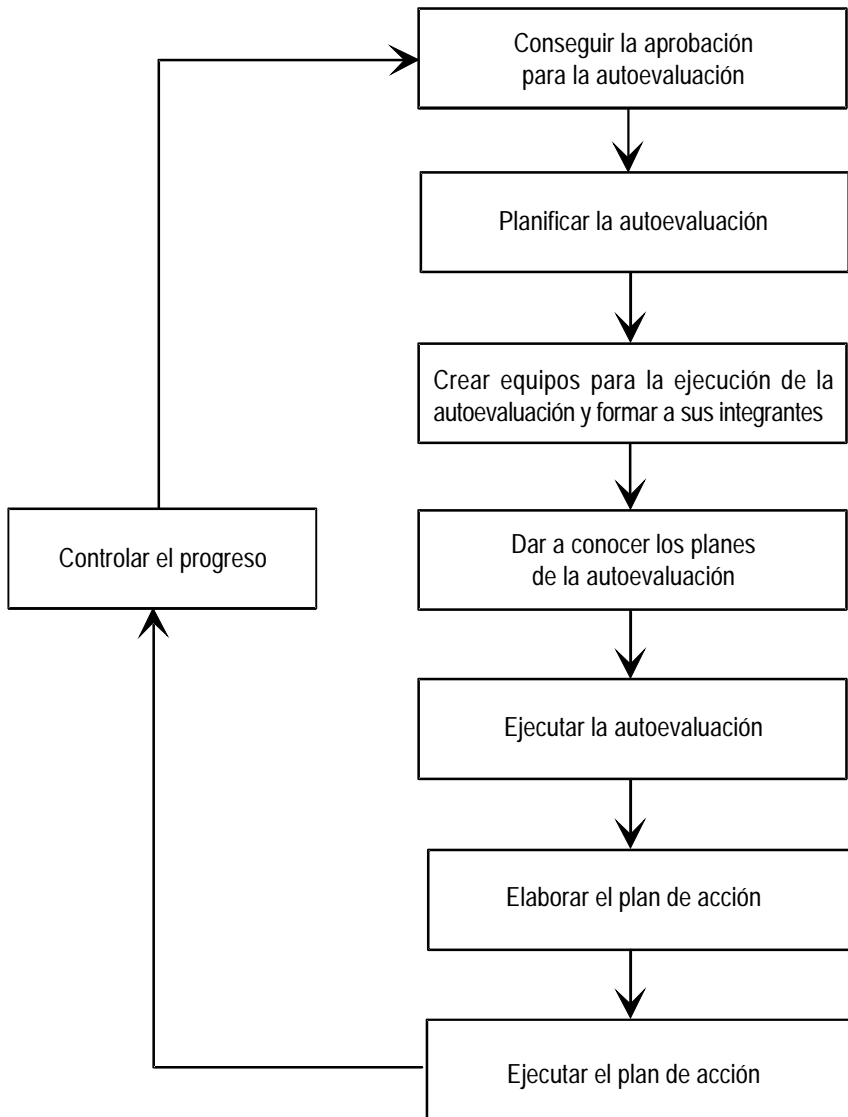 Conseguir la aprobación
para la autoevaluación
Planificar la autoevaluación
Crear equipos para la ejecución de la
autoevaluación y formar a sus integrantes
Controlar el progreso
Dar a conocer los planes
de la autoevaluación
Ejecutar la autoevaluación
Elaborar el plan de acción
Ejecutar el plan de acción